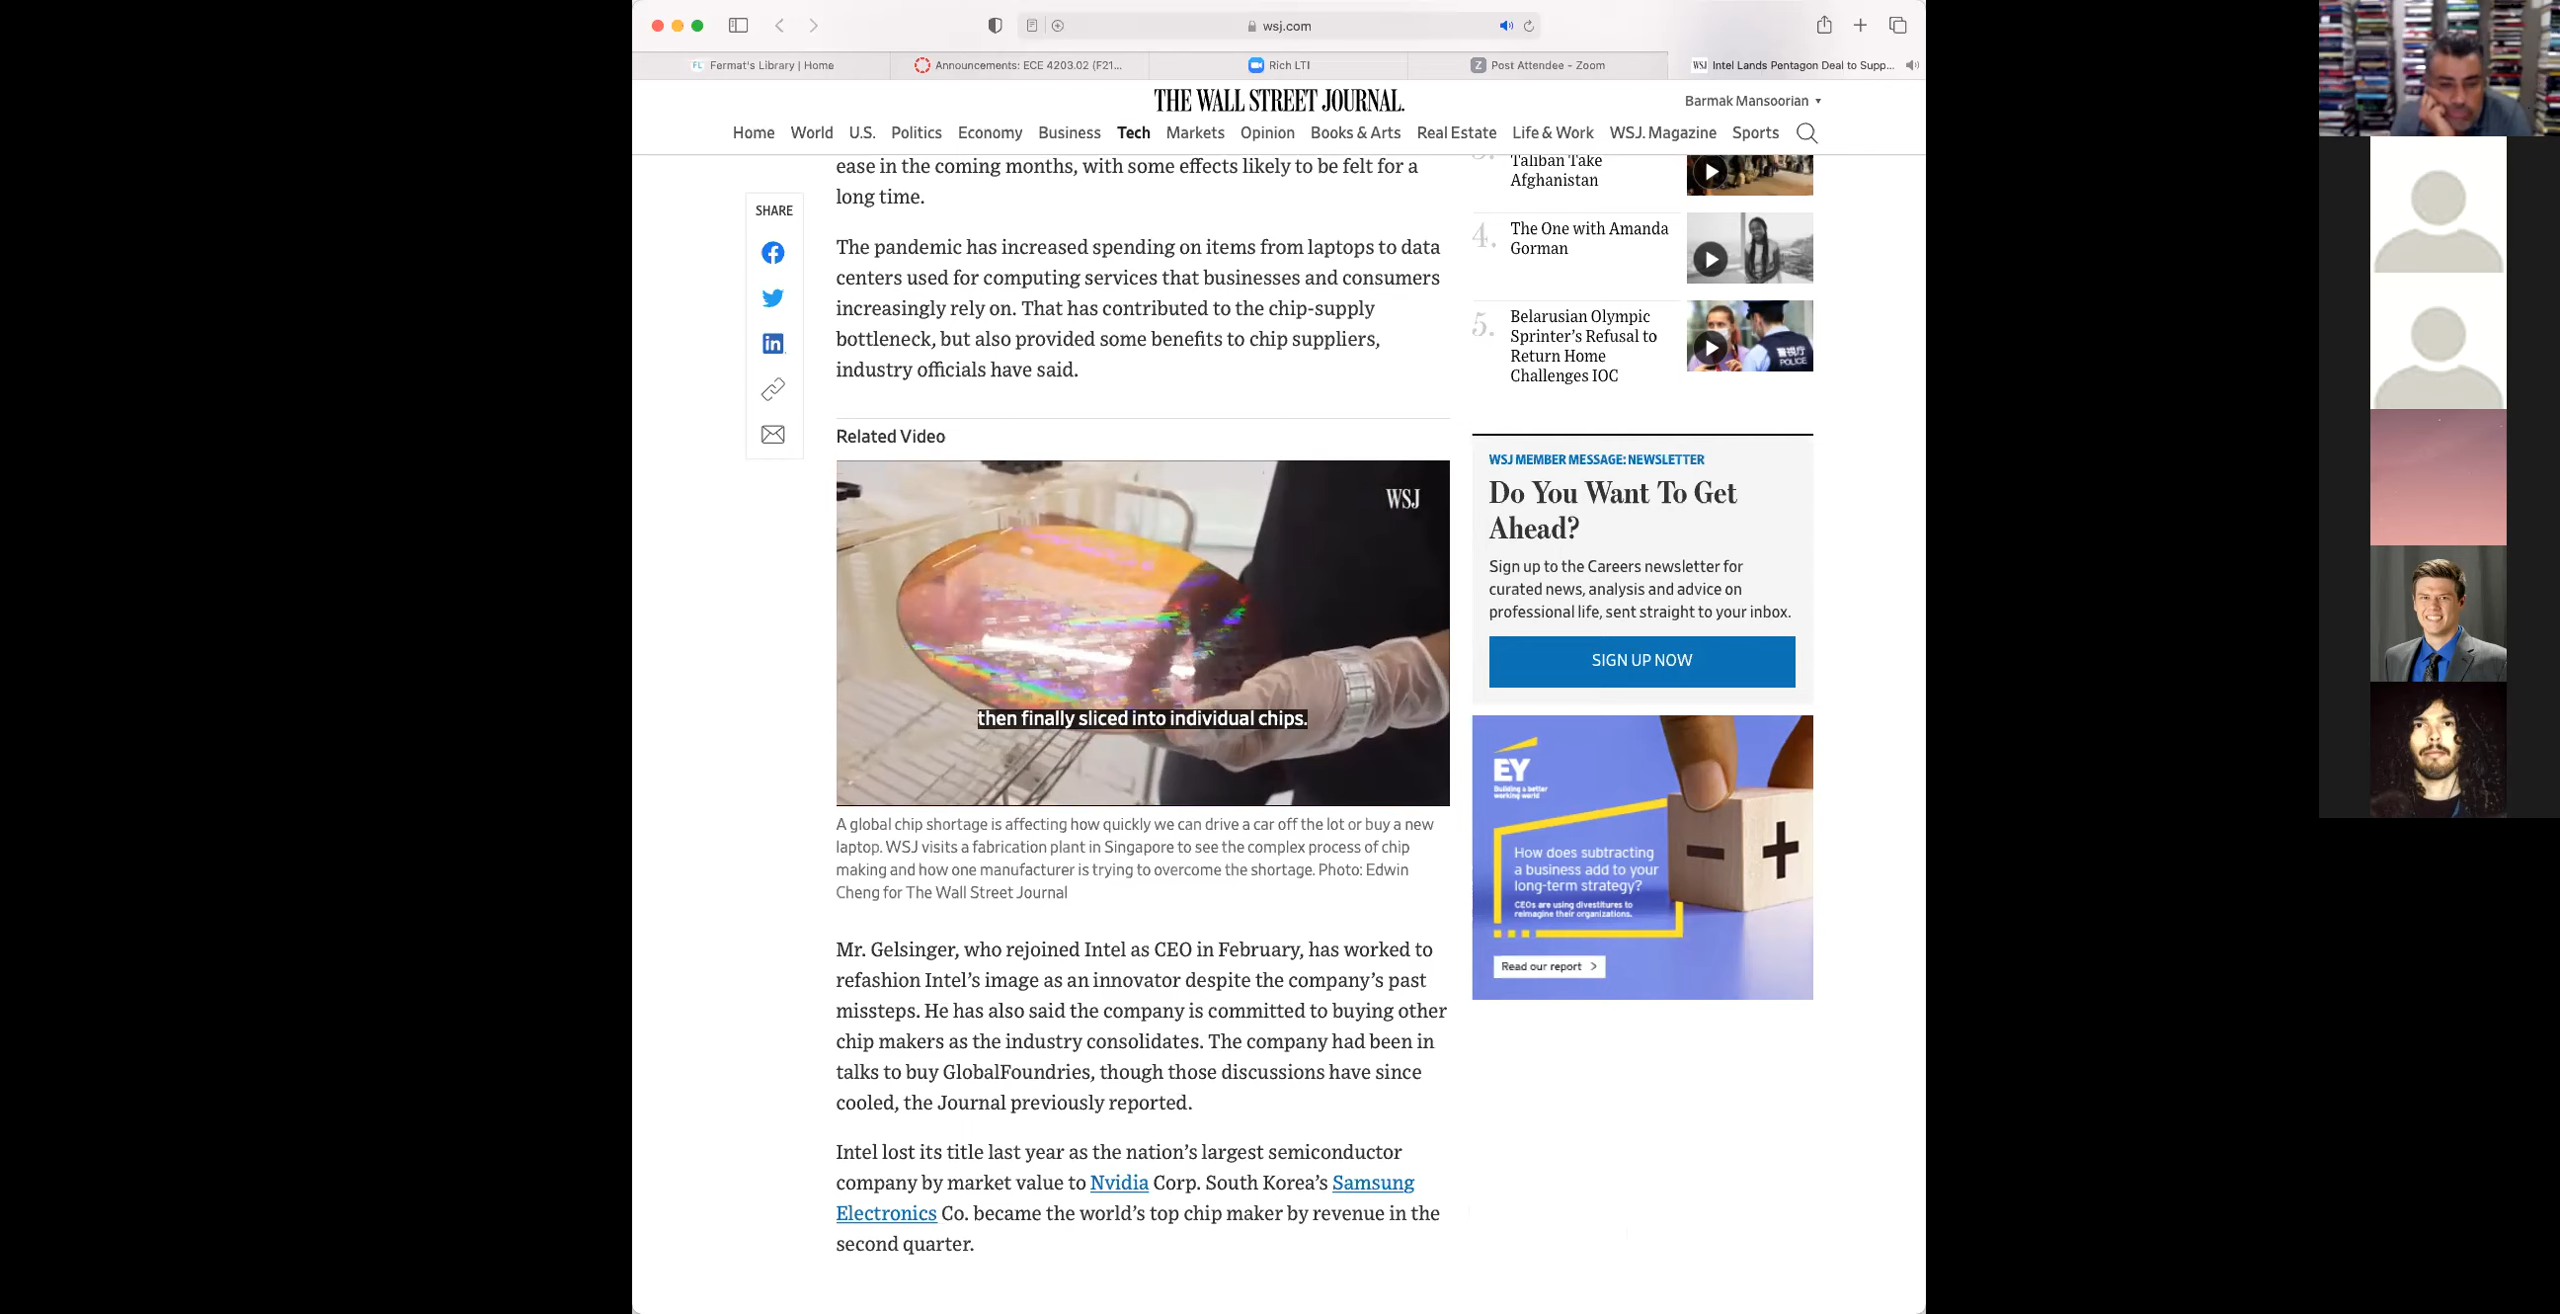 wsj.com
Fermat's Library | Home
Announcements: ECE 4203.02 (F21...
Rich LTI
Z Post Attendee - Zoom
WSJ Intel Lands Pentagon Deal to Supp...
THE WALL STREET JOURNAL.
Barmak Mansoorian
Home World U.S. Politics Economy Business Tech Markets Opinion Books & Arts Real Estate Life & Work WSJ. Magazine Sports
SHARE
ease in the coming months, with some effects likely to be felt for a
long time.
The pandemic has increased spending on items from laptops to data
centers used for computing services that businesses and consumers
increasingly rely on. That has contributed to the chip-supply
bottleneck, but also provided some benefits to chip suppliers,
industry officials have said.
Related Video
WSJ
then finally sliced into individual chips.
A global chip shortage is affecting how quickly we can drive a car off the lot or buy a new
laptop. WSJ visits a fabrication plant in Singapore to see the complex process of chip
making and how one manufacturer is trying to overcome the shortage. Photo: Edwin
Cheng for The Wall Street Journal
Mr. Gelsinger, who rejoined Intel as CEO in February, has worked to
refashion Intel's image as an innovator despite the company's past
missteps. He has also said the company is committed to buying other
chip makers as the industry consolidates. The company had been in
talks to buy GlobalFoundries, though those discussions have since
cooled, the Journal previously reported.
Intel lost its title last year as the nation's largest semiconductor
company by market value to Nvidia Corp. South Korea's Samsung
Electronics Co. became the world's top chip maker by revenue in the
second quarter.
Taliban Take
Afghanistan
4. The One with Amanda
Gorman
5. Belarusian Olympic
Sprinter's Refusal to
Return Home
Challenges IOC
POLICE
WSJ MEMBER MESSAGE: NEWSLETTER
Do You Want To Get
Ahead?
Sign up to the Careers newsletter for
curated news, analysis and advice on
professional life, sent straight to your inbox.
SIGN UP NOW
EY
Building a better
working world
How does subtracting
a business add to your
long-term strategy?
CEOs are using divestitures to
reimagine their organizations.
Read our report >